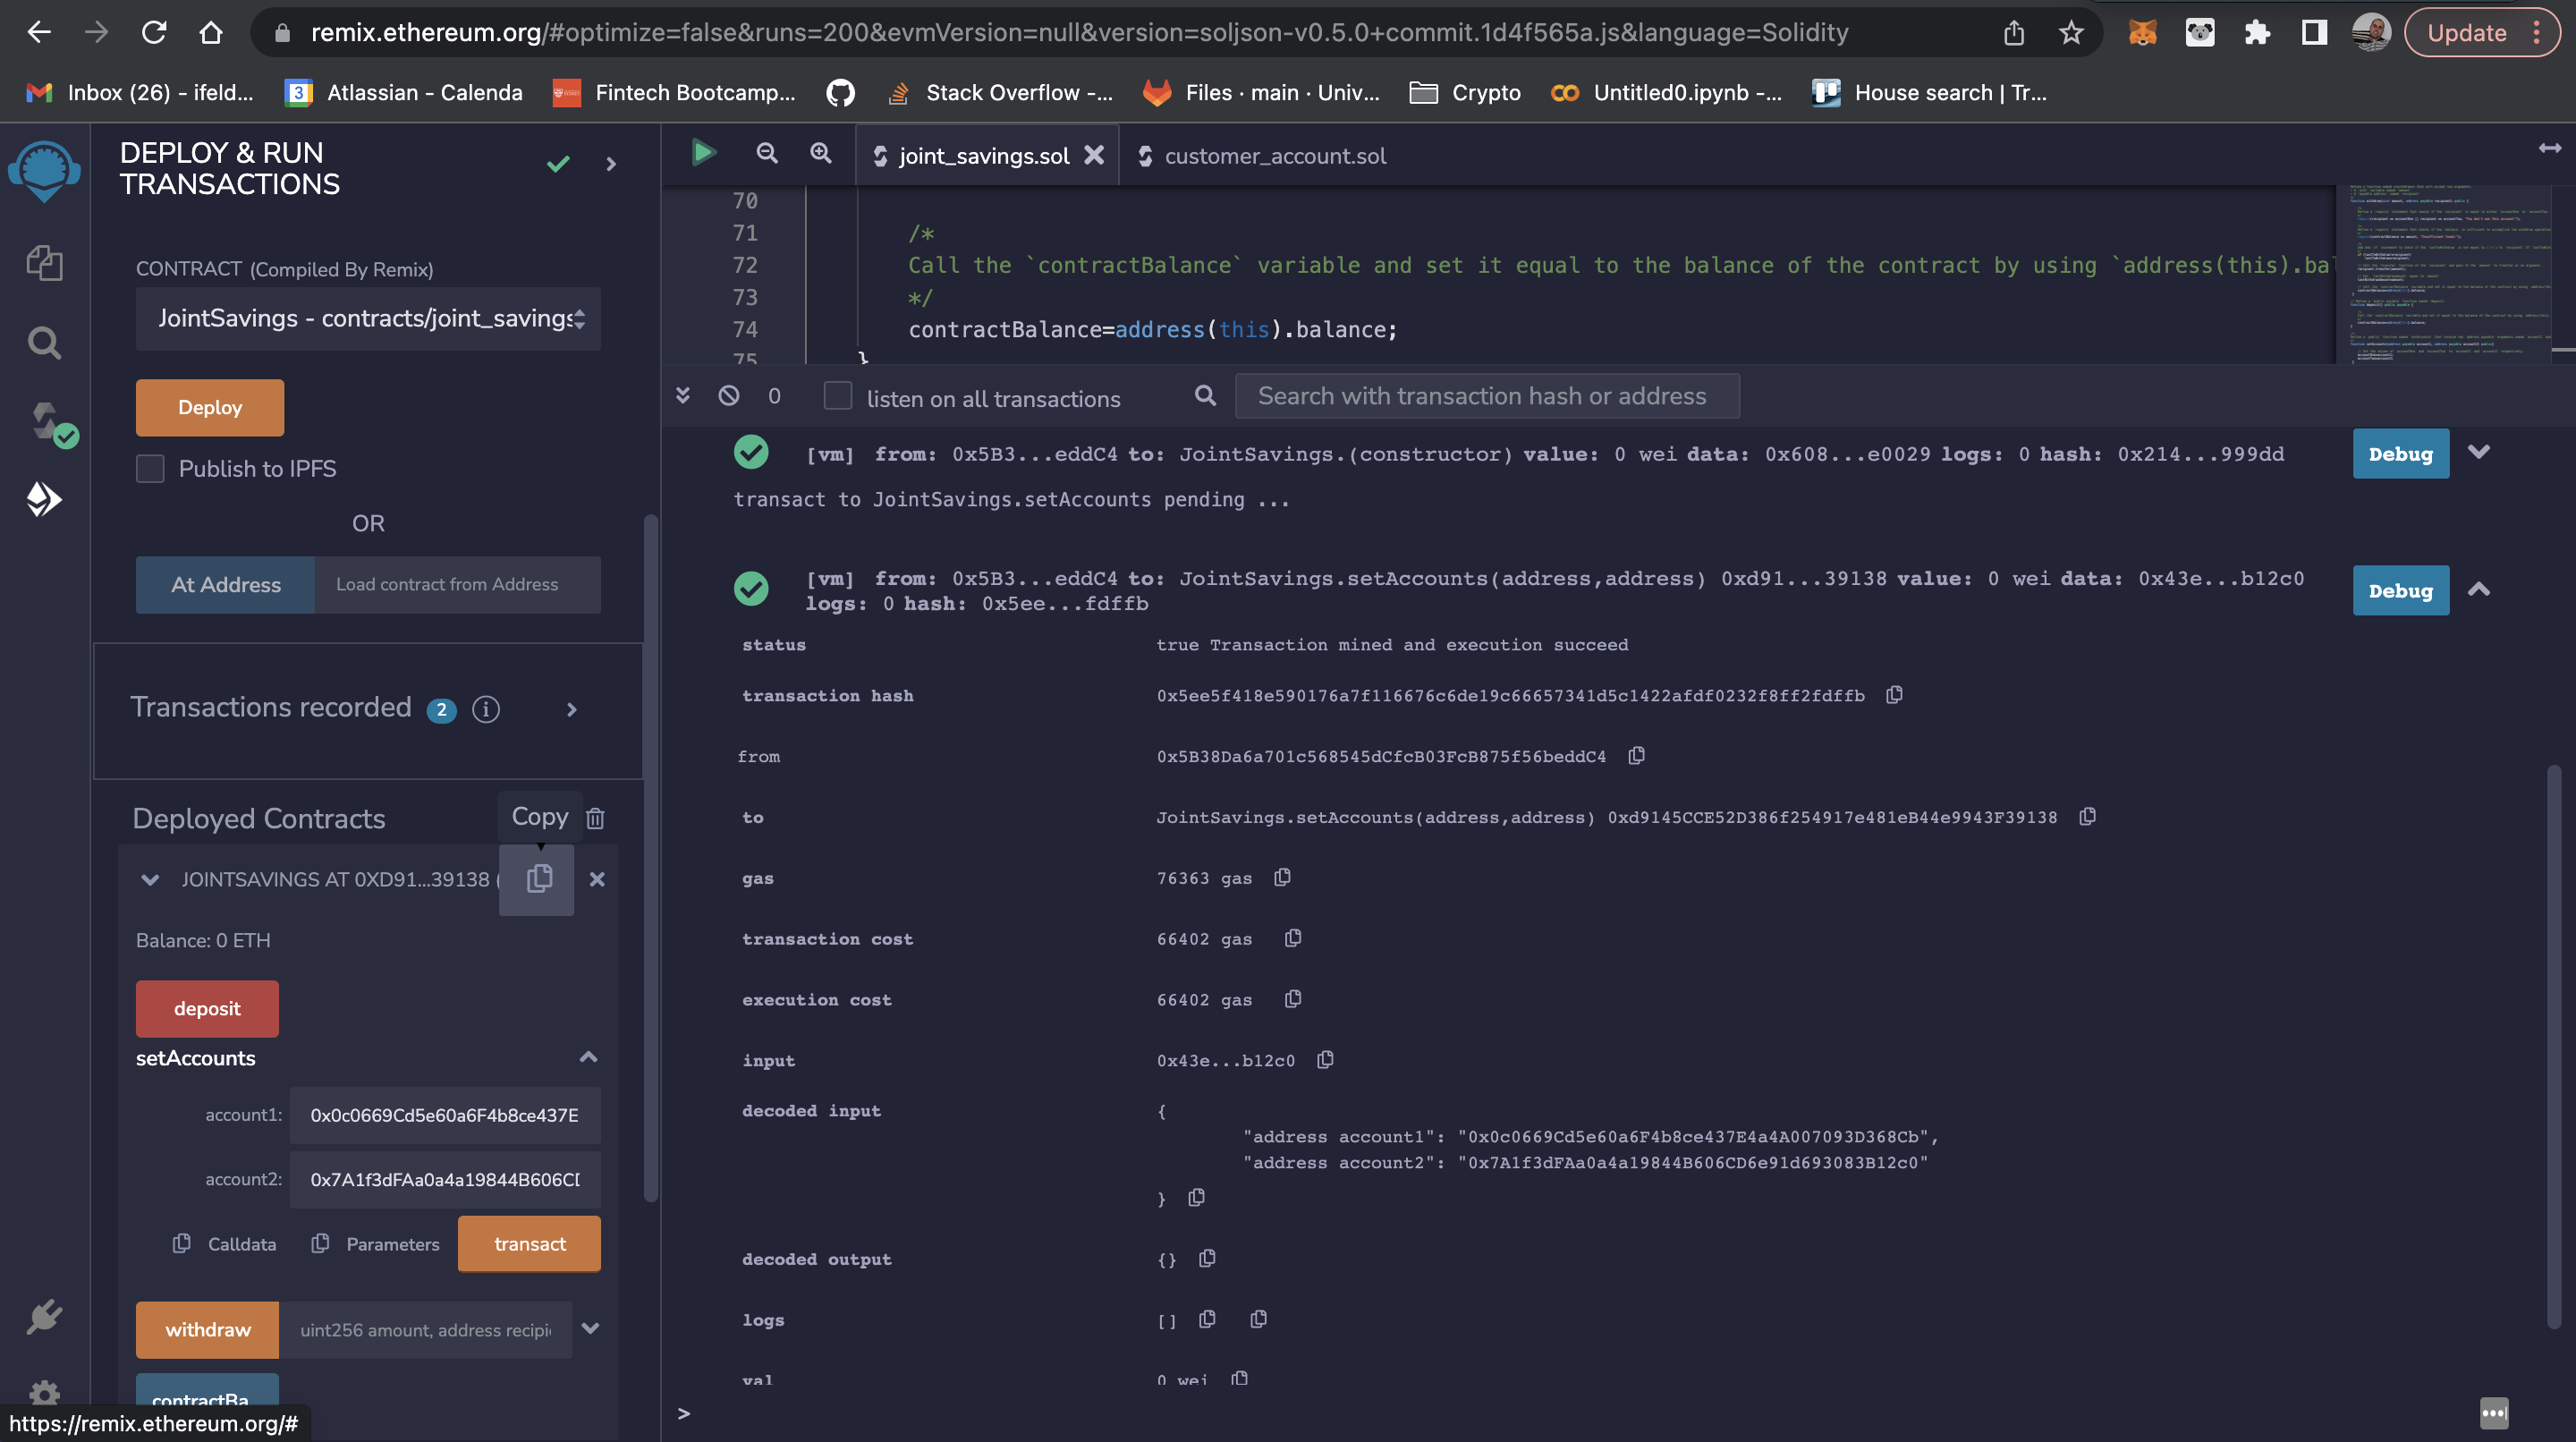 remix.ethereum.org/#optimize=false&runs=200&evmVersion=null&version=soljson-v0.5.0+commit.1d4f565a.js&language=Solidity
Update
Inbox (26) - ifeld...
3
Atlassian - Calenda
Fintech Bootcamp...
Stack Overflow -...
Files · main · Univ...
Crypto
Untitled0.ipynb -...
House search | Tr...
DEPLOY & RUN
TRANSACTIONS
CONTRACT (Compiled By Remix)
JointSavings - contracts/joint_savings
Deploy
Publish to IPFS
OR
At Address
Load contract from Address
Transactions recorded 2 i
Deployed Contracts
Copy
JOINTSAVINGS AT 0XD91...39138 (
Balance: 0 ETH
deposit
setAccounts
account1: 0x0c0669Cd5e60a6F4b8ce437E
account2: 0x7A1f3dFAa0a4a19844B606CD
Calldata
Parameters
transact
withdraw
uint256 amount, address recipi
contractBa
https://remix.ethereum.org/#
joint_savings.sol
customer_account.sol
70
71 /*
72 Call the `contractBalance` variable and set it equal to the balance of the contract by using `address(this).bal
73 */
74 contractBalance=address(this).balance;
75 }
0
listen on all transactions
Search with transaction hash or address
[vm] from: 0x5B3...eddC4 to: JointSavings.(constructor) value: 0 wei data: 0x608...e0029 logs: 0 hash: 0x214...999dd
Debug
transact to JointSavings.setAccounts pending ...
[vm] from: 0x5B3...eddC4 to: JointSavings.setAccounts(address,address) 0xd91...39138 value: 0 wei data: 0x43e...b12c0
logs: 0 hash: 0x5ee...fdffb
Debug
status true Transaction mined and execution succeed
transaction hash 0x5ee5f418e590176a7f116676c6de19c66657341d5c1422afdf0232f8ff2fdffb
from 0x5B38Da6a701c568545dCfcB03FcB875f56beddC4
to JointSavings.setAccounts(address,address) 0xd9145CCE52D386f254917e481eB44e9943F39138
gas 76363 gas
transaction cost 66402 gas
execution cost 66402 gas
input 0x43e...b12c0
decoded input {
"address account1": "0x0c0669Cd5e60a6F4b8ce437E4a4A007093D368Cb",
"address account2": "0x7A1f3dFAa0a4a19844B606CD6e91d693083B12c0"
}
decoded output {}
logs []
val 0 wei
>